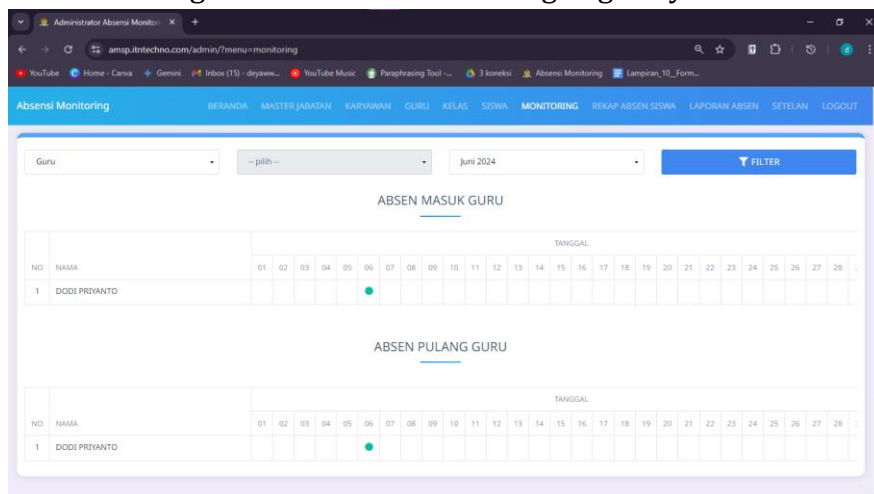 Administrator Absensi Monitori
amsp.itntechno.com/admin/?menu=monitoring
YouTube Home - Canva Gemini Inbox (15) - deyaww... YouTube Music Paraphrasing Tool -... 3 koneksi Absensi Monitoring Lampiran_10__Form...
Absensi Monitoring BERANDA MASTER JABATAN KARYAWAN GURU KELAS SISWA MONITORING REKAP ABSEN SISWA LAPORAN ABSEN SETELAN LOGOUT
Guru -- pilih -- Juni 2024 FILTER
ABSEN MASUK GURU
TANGGAL
NO NAMA 01 02 03 04 05 06 07 08 09 10 11 12 13 14 15 16 17 18 19 20 21 22 23 24 25 26 27 28
1 DODI PRIYANTO
ABSEN PULANG GURU
TANGGAL
NO NAMA 01 02 03 04 05 06 07 08 09 10 11 12 13 14 15 16 17 18 19 20 21 22 23 24 25 26 27 28
1 DODI PRIYANTO